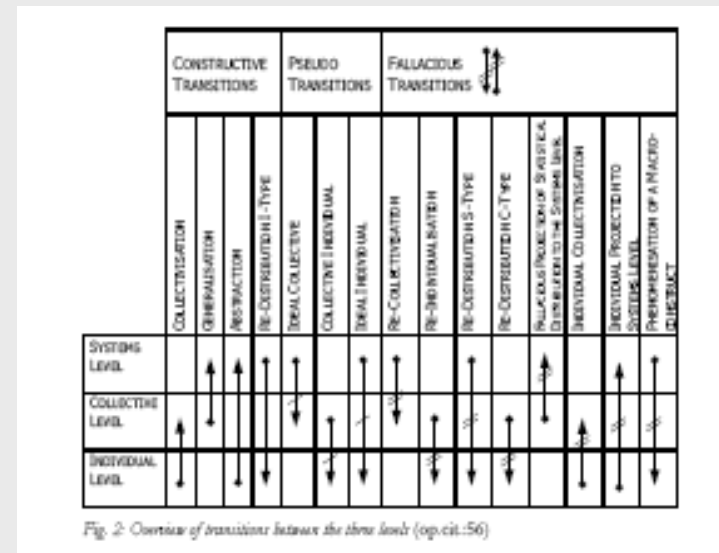 CONSTRUCTIVE
TRANSITIONS
PSEUDO
TRANSITIONS
FALLACIOUS
TRANSITIONS
COLLECTIVISATION
GENERALISATION
ABSTRACTION
RE-DISTRIBUTION I-TYPE
IDEAL COLLECTIVE
COLLECTIVE INDIVIDUAL
IDEAL INDIVIDUAL
RE-COLLECTIVISATION
RE-INDIVIDUALISATION
RE-DISTRIBUTION S-TYPE
RE-DISTRIBUTION C-TYPE
FALLACIOUS PROJECTION OF STATISTICAL
DISTRIBUTION TO THE SYSTEMS LEVEL
INDIVIDUAL COLLECTIVISATION
INDIVIDUAL PROJECTION TO
SYSTEMS LEVEL
PHENOMENISATION OF A MACRO-
CONSTRUCT
SYSTEMS
LEVEL
COLLECTIVE
LEVEL
INDIVIDUAL
LEVEL
Fig. 2: Overview of transitions between the three levels (op.cit.:56)